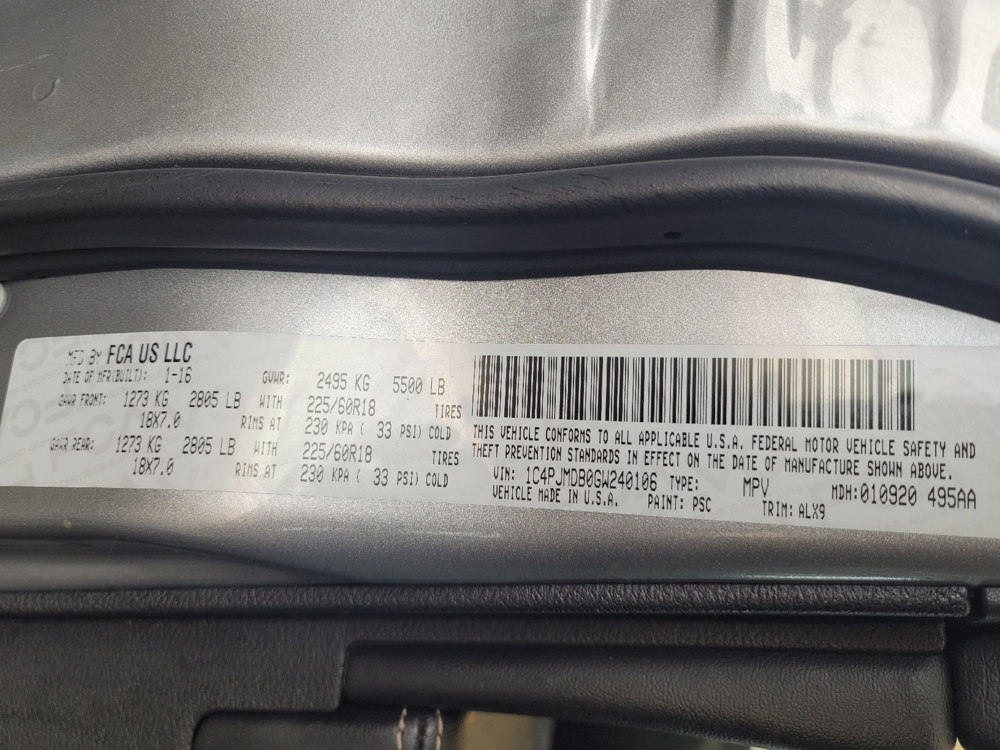 MFD BY FCA US LLC
DATE OF MFR(BUILT): 1-16 GVWR: 2495 KG 5500 LB
GAWR FRONT: 1273 KG 2805 LB WITH 225/60R18 TIRES
18X7.0 RIMS AT 230 KPA ( 33 PSI) COLD
GAWR REAR: 1273 KG 2805 LB WITH 225/60R18 TIRES
18X7.0 RIMS AT 230 KPA ( 33 PSI) COLD
THIS VEHICLE CONFORMS TO ALL APPLICABLE U.S.A. FEDERAL MOTOR VEHICLE SAFETY AND
THEFT PREVENTION STANDARDS IN EFFECT ON THE DATE OF MANUFACTURE SHOWN ABOVE.
VIN: 1C4PJMDB0GW240106 TYPE: MPV MDH:010920 495AA
VEHICLE MADE IN U.S.A. PAINT: PSC TRIM: ALX9